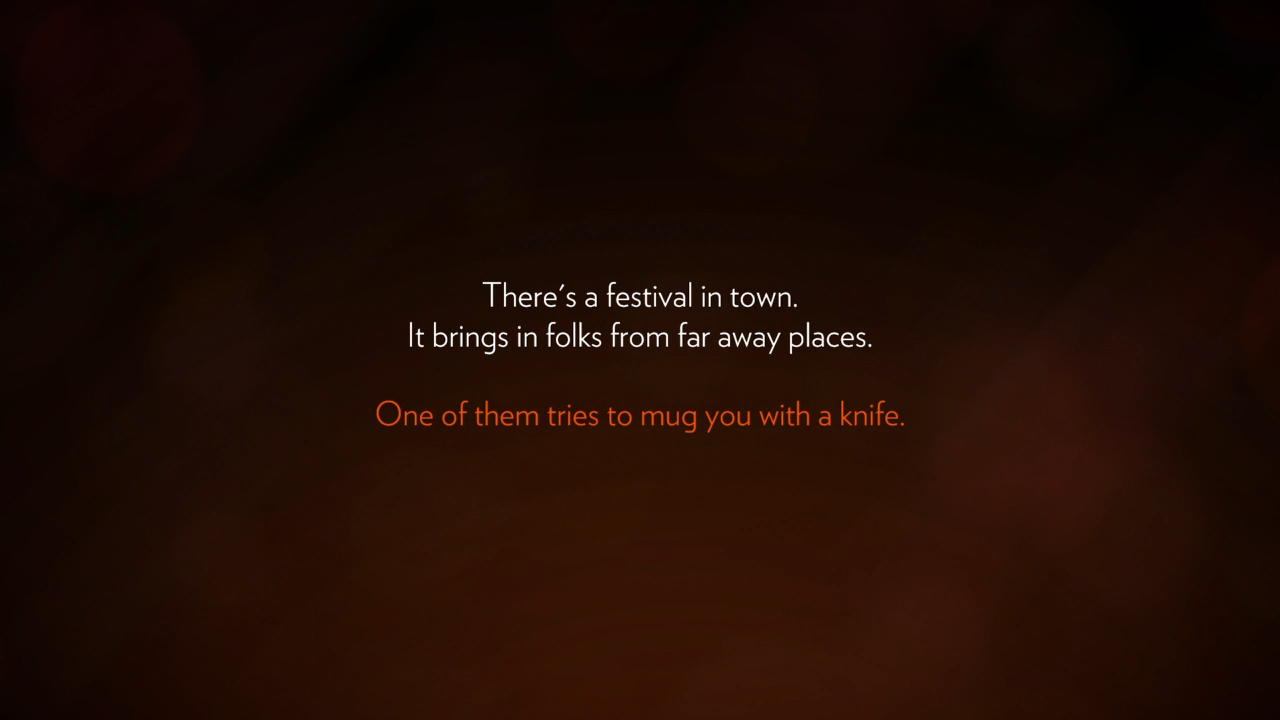 There's a festival in town.
It brings in folks from far away places.
One of them tries to mug you with a knife.